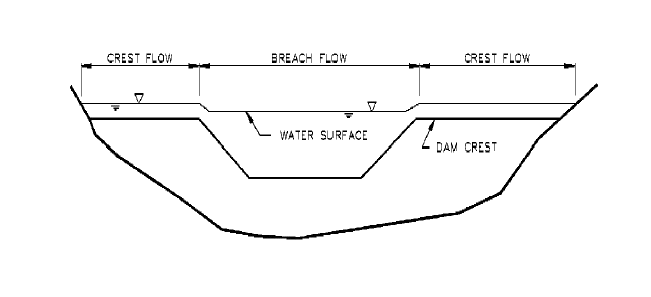 CREST FLOW
BREACH FLOW
CREST FLOW
WATER SURFACE
DAM CREST